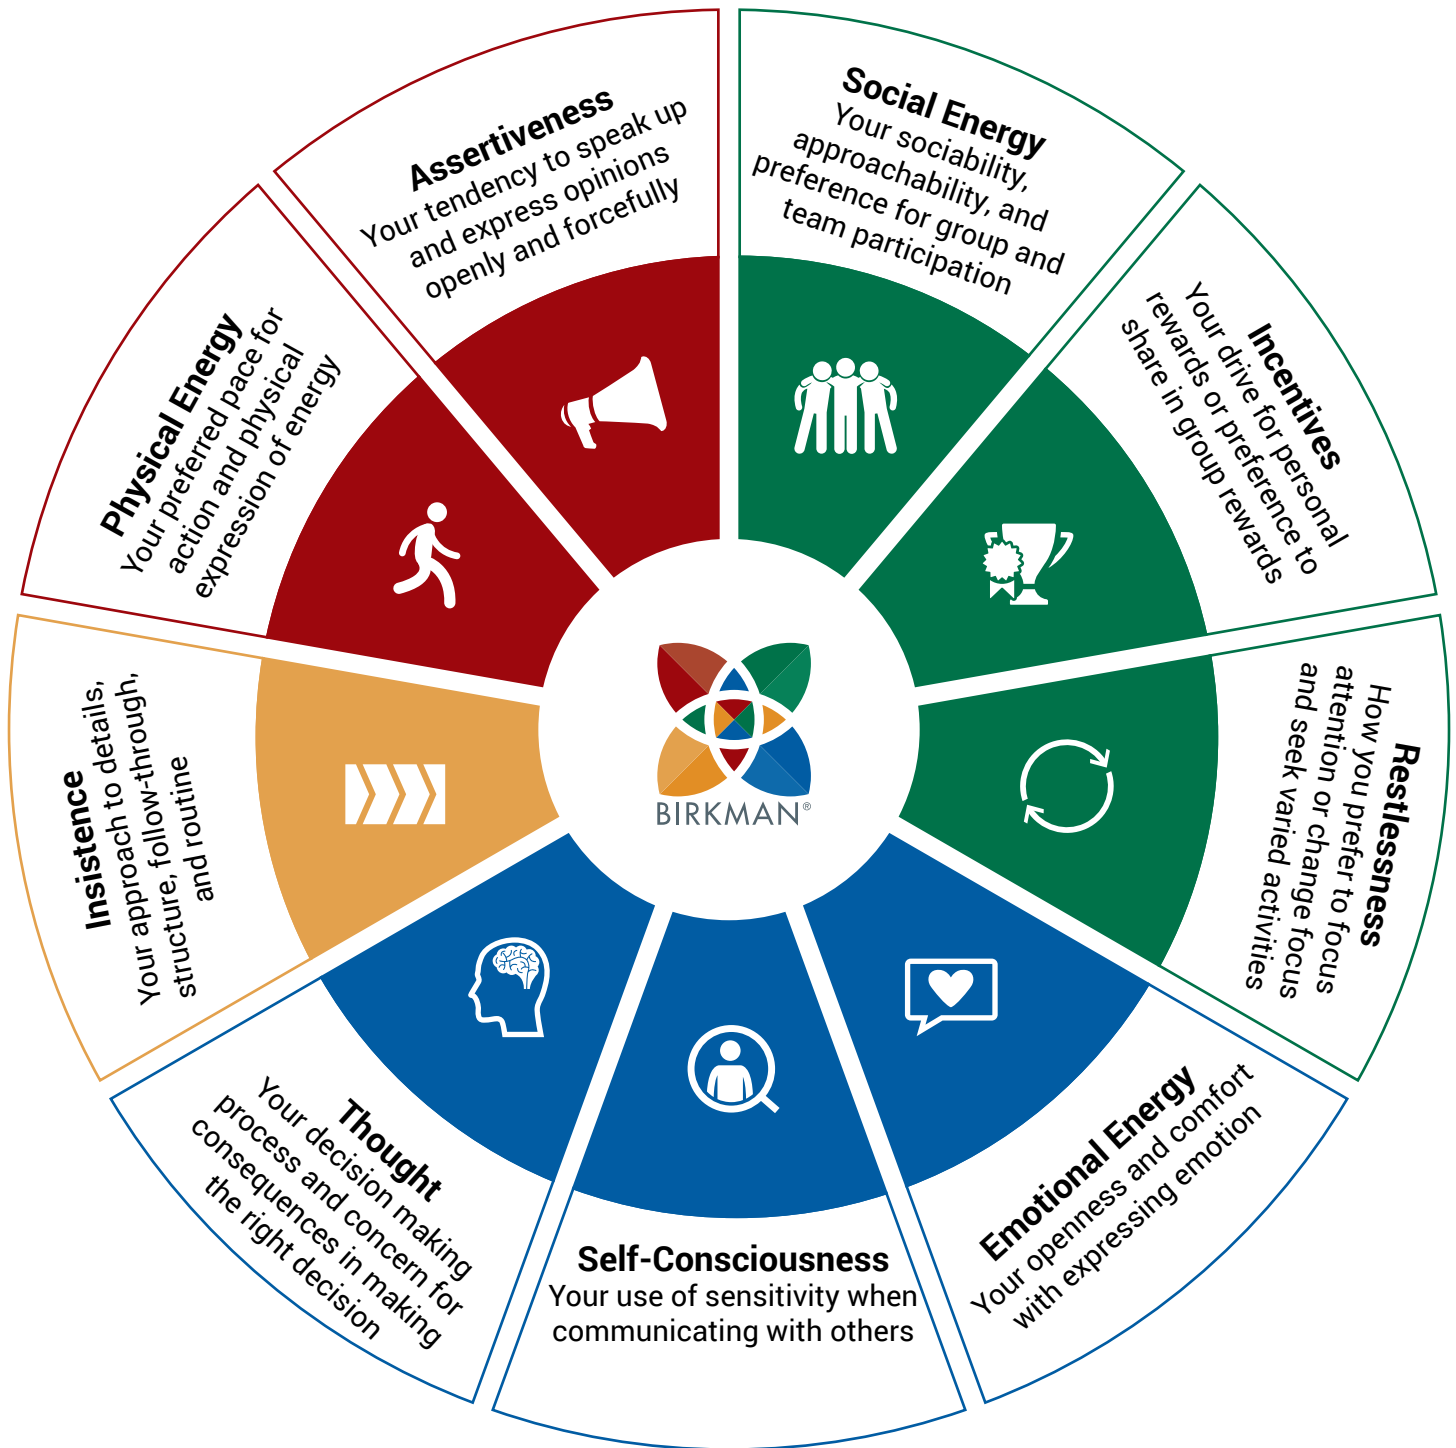 Assertiveness
Your tendency to speak up
and express opinions
openly and forcefully
Social Energy
Your sociability,
approachability, and
preference for group and
team participation
Incentives
Your drive for personal
rewards or preference to
share in group rewards
Restlessness
How you prefer to focus
attention or change focus
and seek varied activities
Emotional Energy
Your openness and comfort
with expressing emotion
Self-Consciousness
Your use of sensitivity when
communicating with others
Thought
Your decision making
process and concern for
consequences in making
the right decision
Insistence
Your approach to details,
structure, follow-through,
and routine
Physical Energy
Your preferred pace for
action and physical
expression of energy
BIRKMAN®